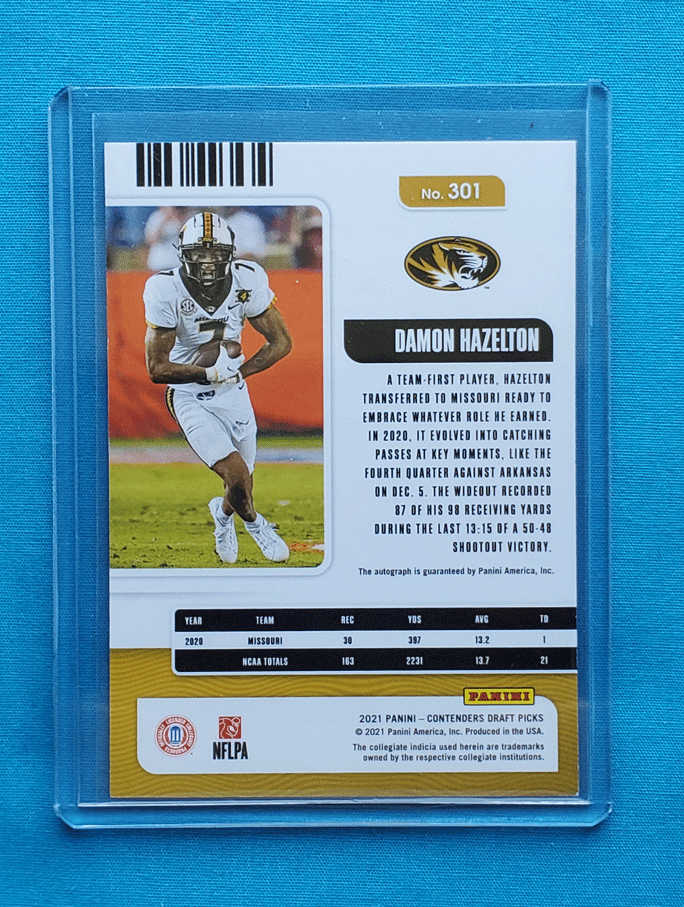 No. 301
DAMON HAZELTON
A TEAM-FIRST PLAYER, HAZELTON
TRANSFERRED TO MISSOURI READY TO
EMBRACE WHATEVER ROLE HE EARNED.
IN 2020, IT EVOLVED INTO CATCHING
PASSES AT KEY MOMENTS, LIKE THE
FOURTH QUARTER AGAINST ARKANSAS
ON DEC. 5. THE WIDEOUT RECORDED
87 OF HIS 98 RECEIVING YARDS
DURING THE LAST 13:15 OF A 50-48
SHOOTOUT VICTORY.
The autograph is guaranteed by Panini America, Inc.
SEC
7
YEAR TEAM REC YDS AVG TD
2020 MISSOURI 30 397 13.2 1
NCAA TOTALS 163 2231 13.7 21
PANINI
2021 PANINI – CONTENDERS DRAFT PICKS
© 2021 Panini America, Inc. Produced in the USA.
The collegiate indicia used herein are trademarks
owned by the respective collegiate institutions.
NFLPA